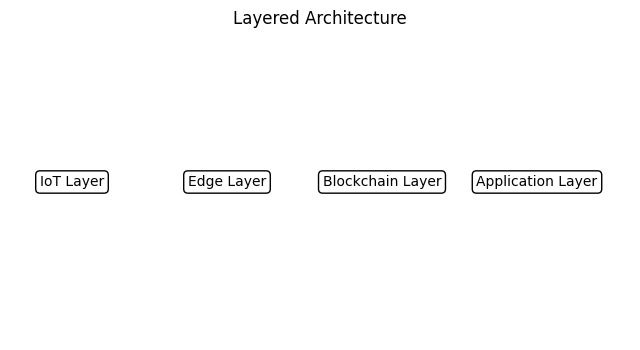 Layered Architecture
IoT Layer
Edge Layer
Blockchain Layer
Application Layer